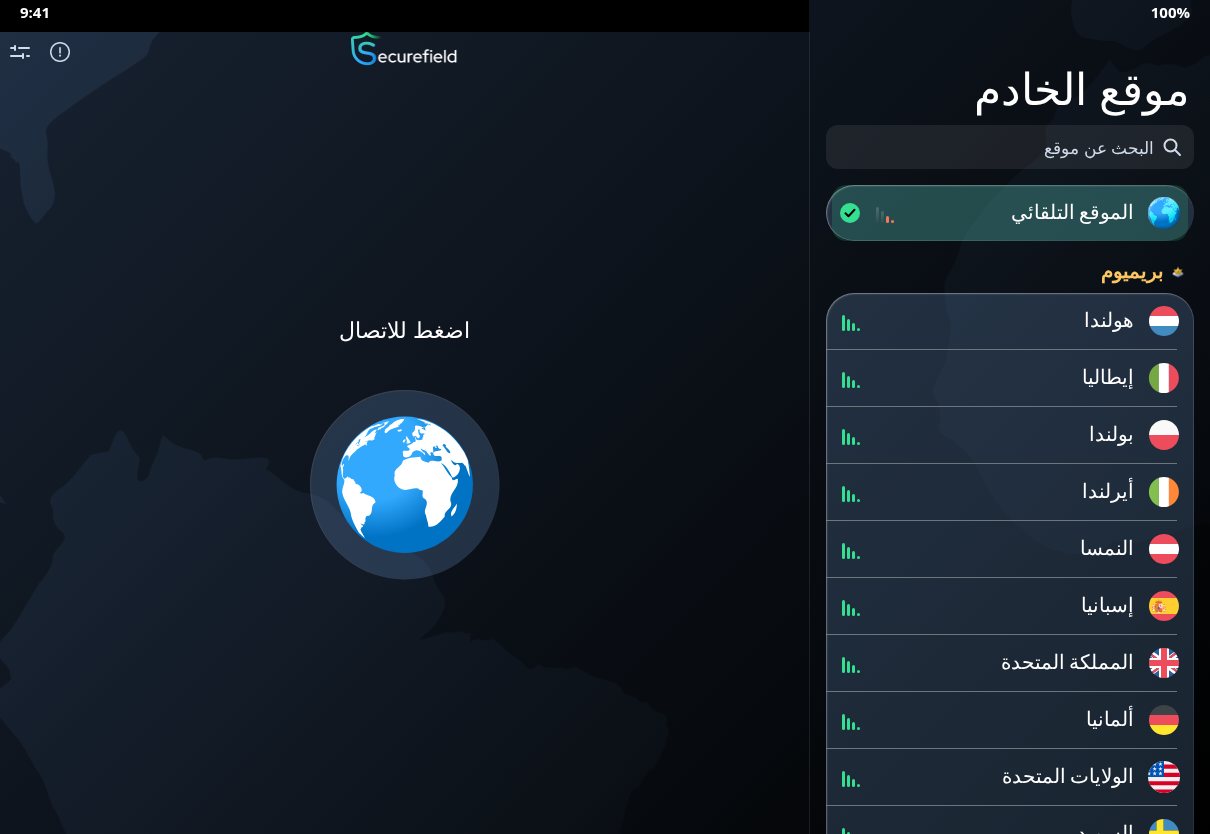 9:41
100%
Securefield
موقع الخادم
البحث عن موقع
الموقع التلقائي
بريميوم
هولندا
إيطاليا
بولندا
أيرلندا
النمسا
إسبانيا
المملكة المتحدة
ألمانيا
الولايات المتحدة
اضغط للاتصال